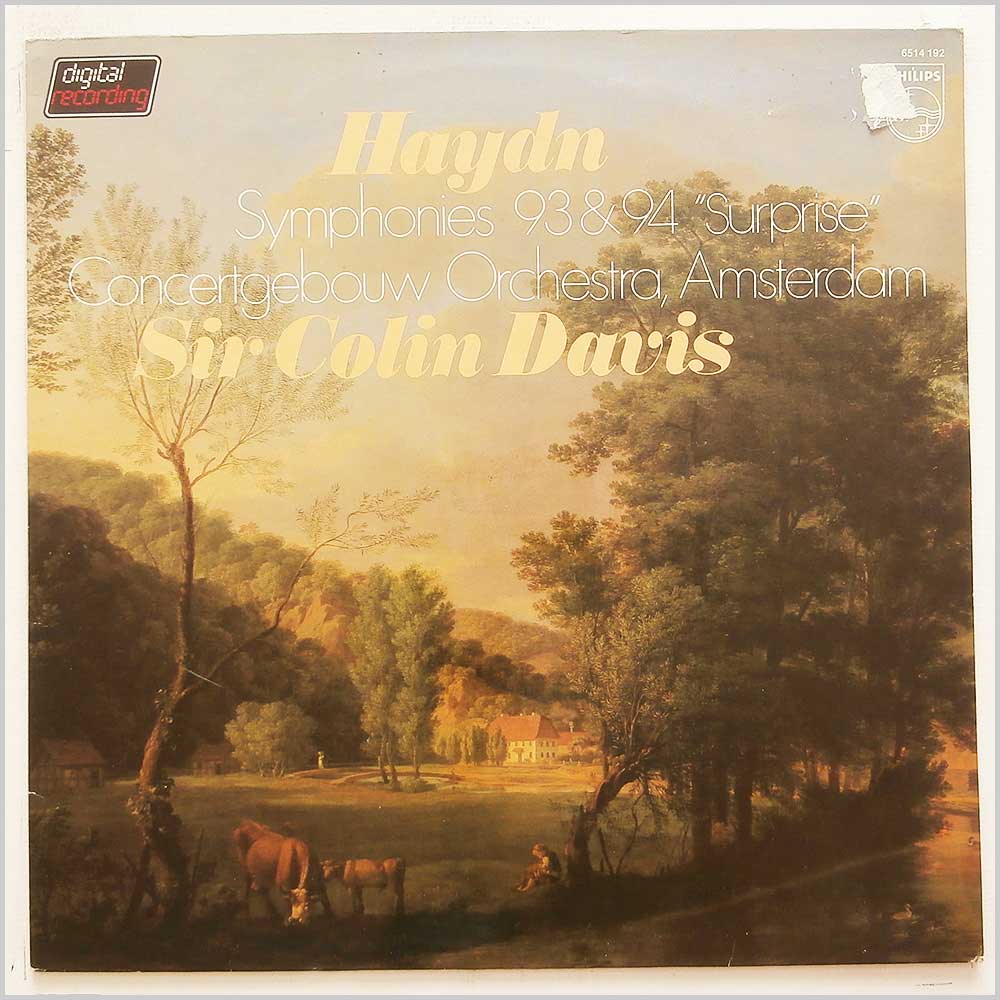 6514 192
digital
recording
PHILIPS
Haydn
Symphonies 93 & 94 "Surprise"
Concertgebouw Orchestra, Amsterdam
Sir Colin Davis